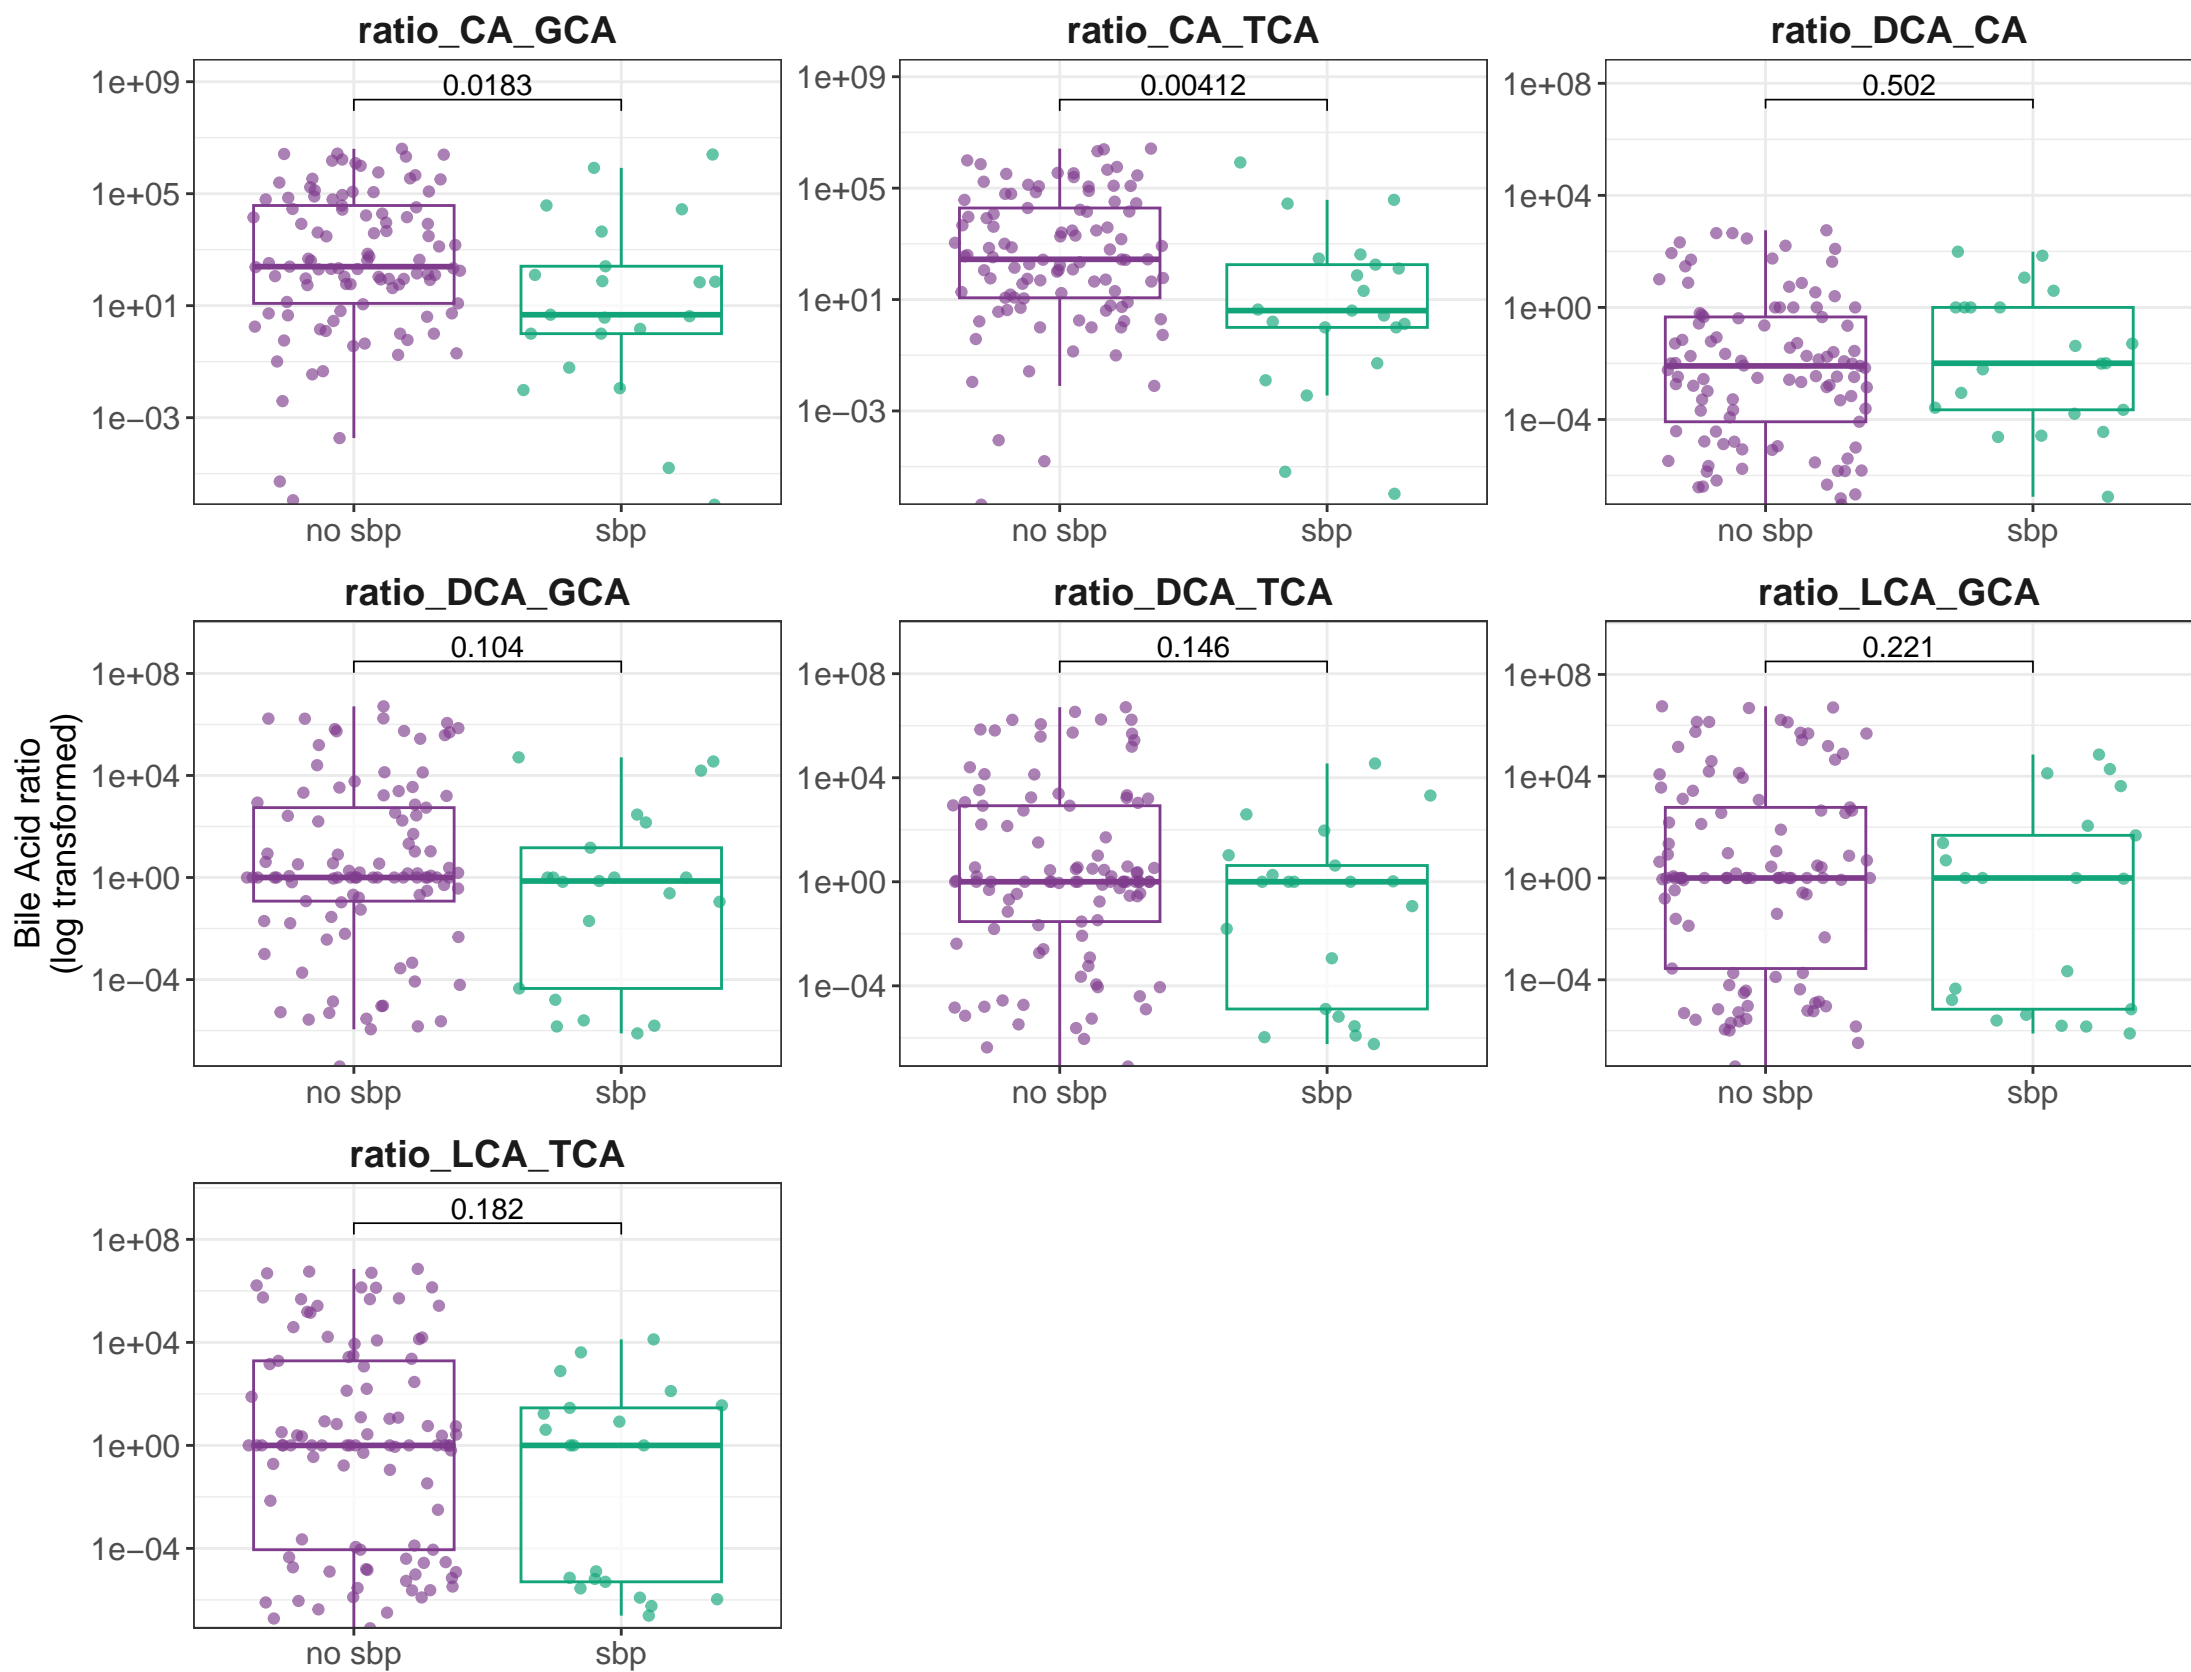 ratio_CA_GCA
1e+09
1e+05
1e+01
1e−03
0.0183
no sbp
sbp
ratio_CA_TCA
1e+09
1e+05
1e+01
1e−03
0.00412
no sbp
sbp
ratio_DCA_CA
1e+08
1e+04
1e+00
1e−04
0.502
no sbp
sbp
Bile Acid ratio
(log transformed)
ratio_DCA_GCA
1e+08
1e+04
1e+00
1e−04
0.104
no sbp
sbp
ratio_DCA_TCA
1e+08
1e+04
1e+00
1e−04
0.146
no sbp
sbp
ratio_LCA_GCA
1e+08
1e+04
1e+00
1e−04
0.221
no sbp
sbp
ratio_LCA_TCA
1e+08
1e+04
1e+00
1e−04
0.182
no sbp
sbp